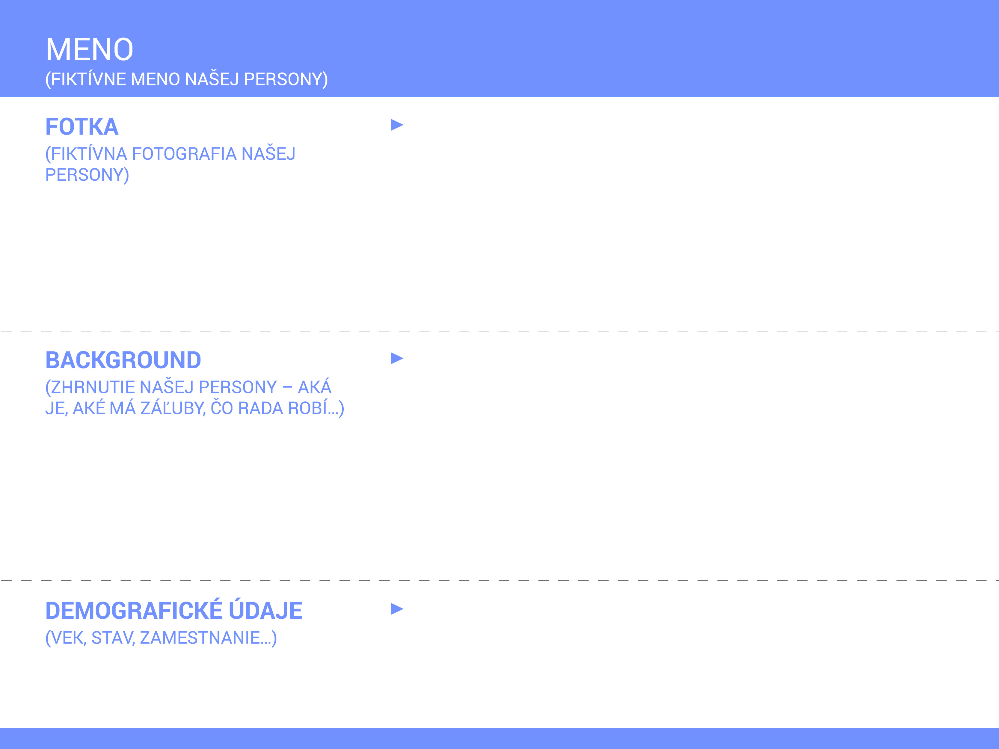 MENO
(FIKTÍVNE MENO NAŠEJ PERSONY)
FOTKA
(FIKTÍVNA FOTOGRAFIA NAŠEJ
PERSONY)
BACKGROUND
(ZHRNUTIE NAŠEJ PERSONY – AKÁ
JE, AKÉ MÁ ZÁĽUBY, ČO RADA ROBÍ...)
DEMOGRAFICKÉ ÚDAJE
(VEK, STAV, ZAMESTNANIE...)